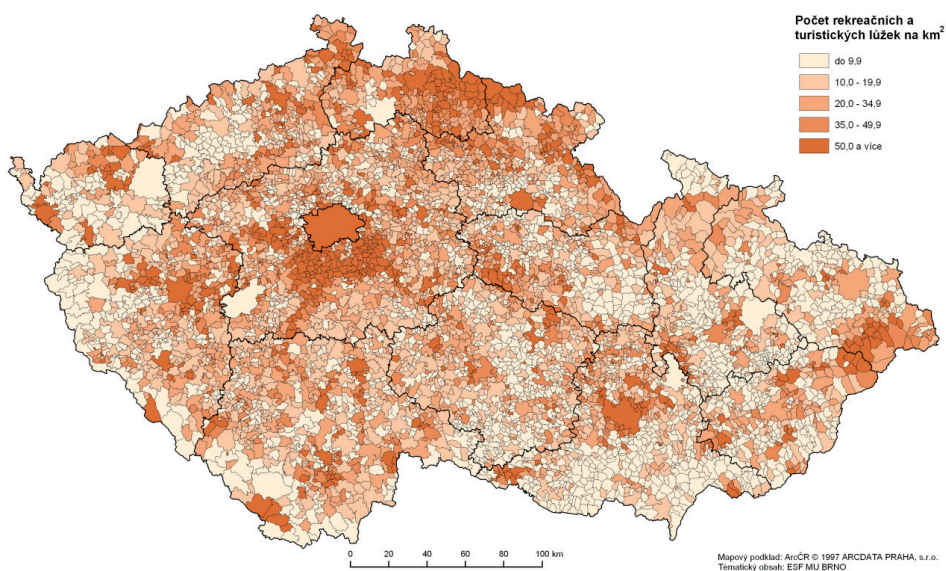 Počet rekreačních a
turistických lůžek na km²
do 9,9
10,0 - 19,9
20,0 - 34,9
35,0 - 49,9
50,0 a více
0 20 40 60 80 100 km
Mapový podklad: ArcČR © 1997 ARCDATA PRAHA, s.r.o.
Tématický obsah: ESF MU BRNO